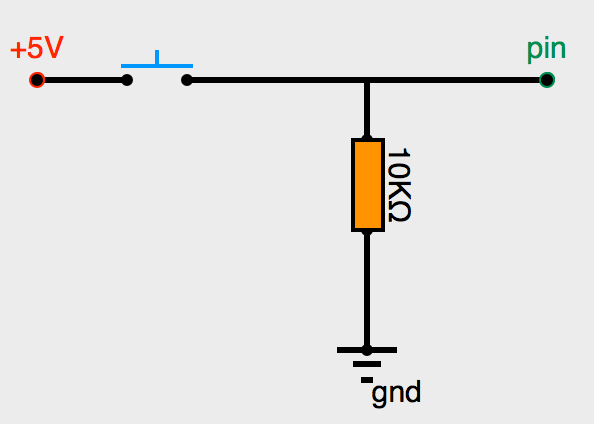 +5V
pin
10KΩ
gnd